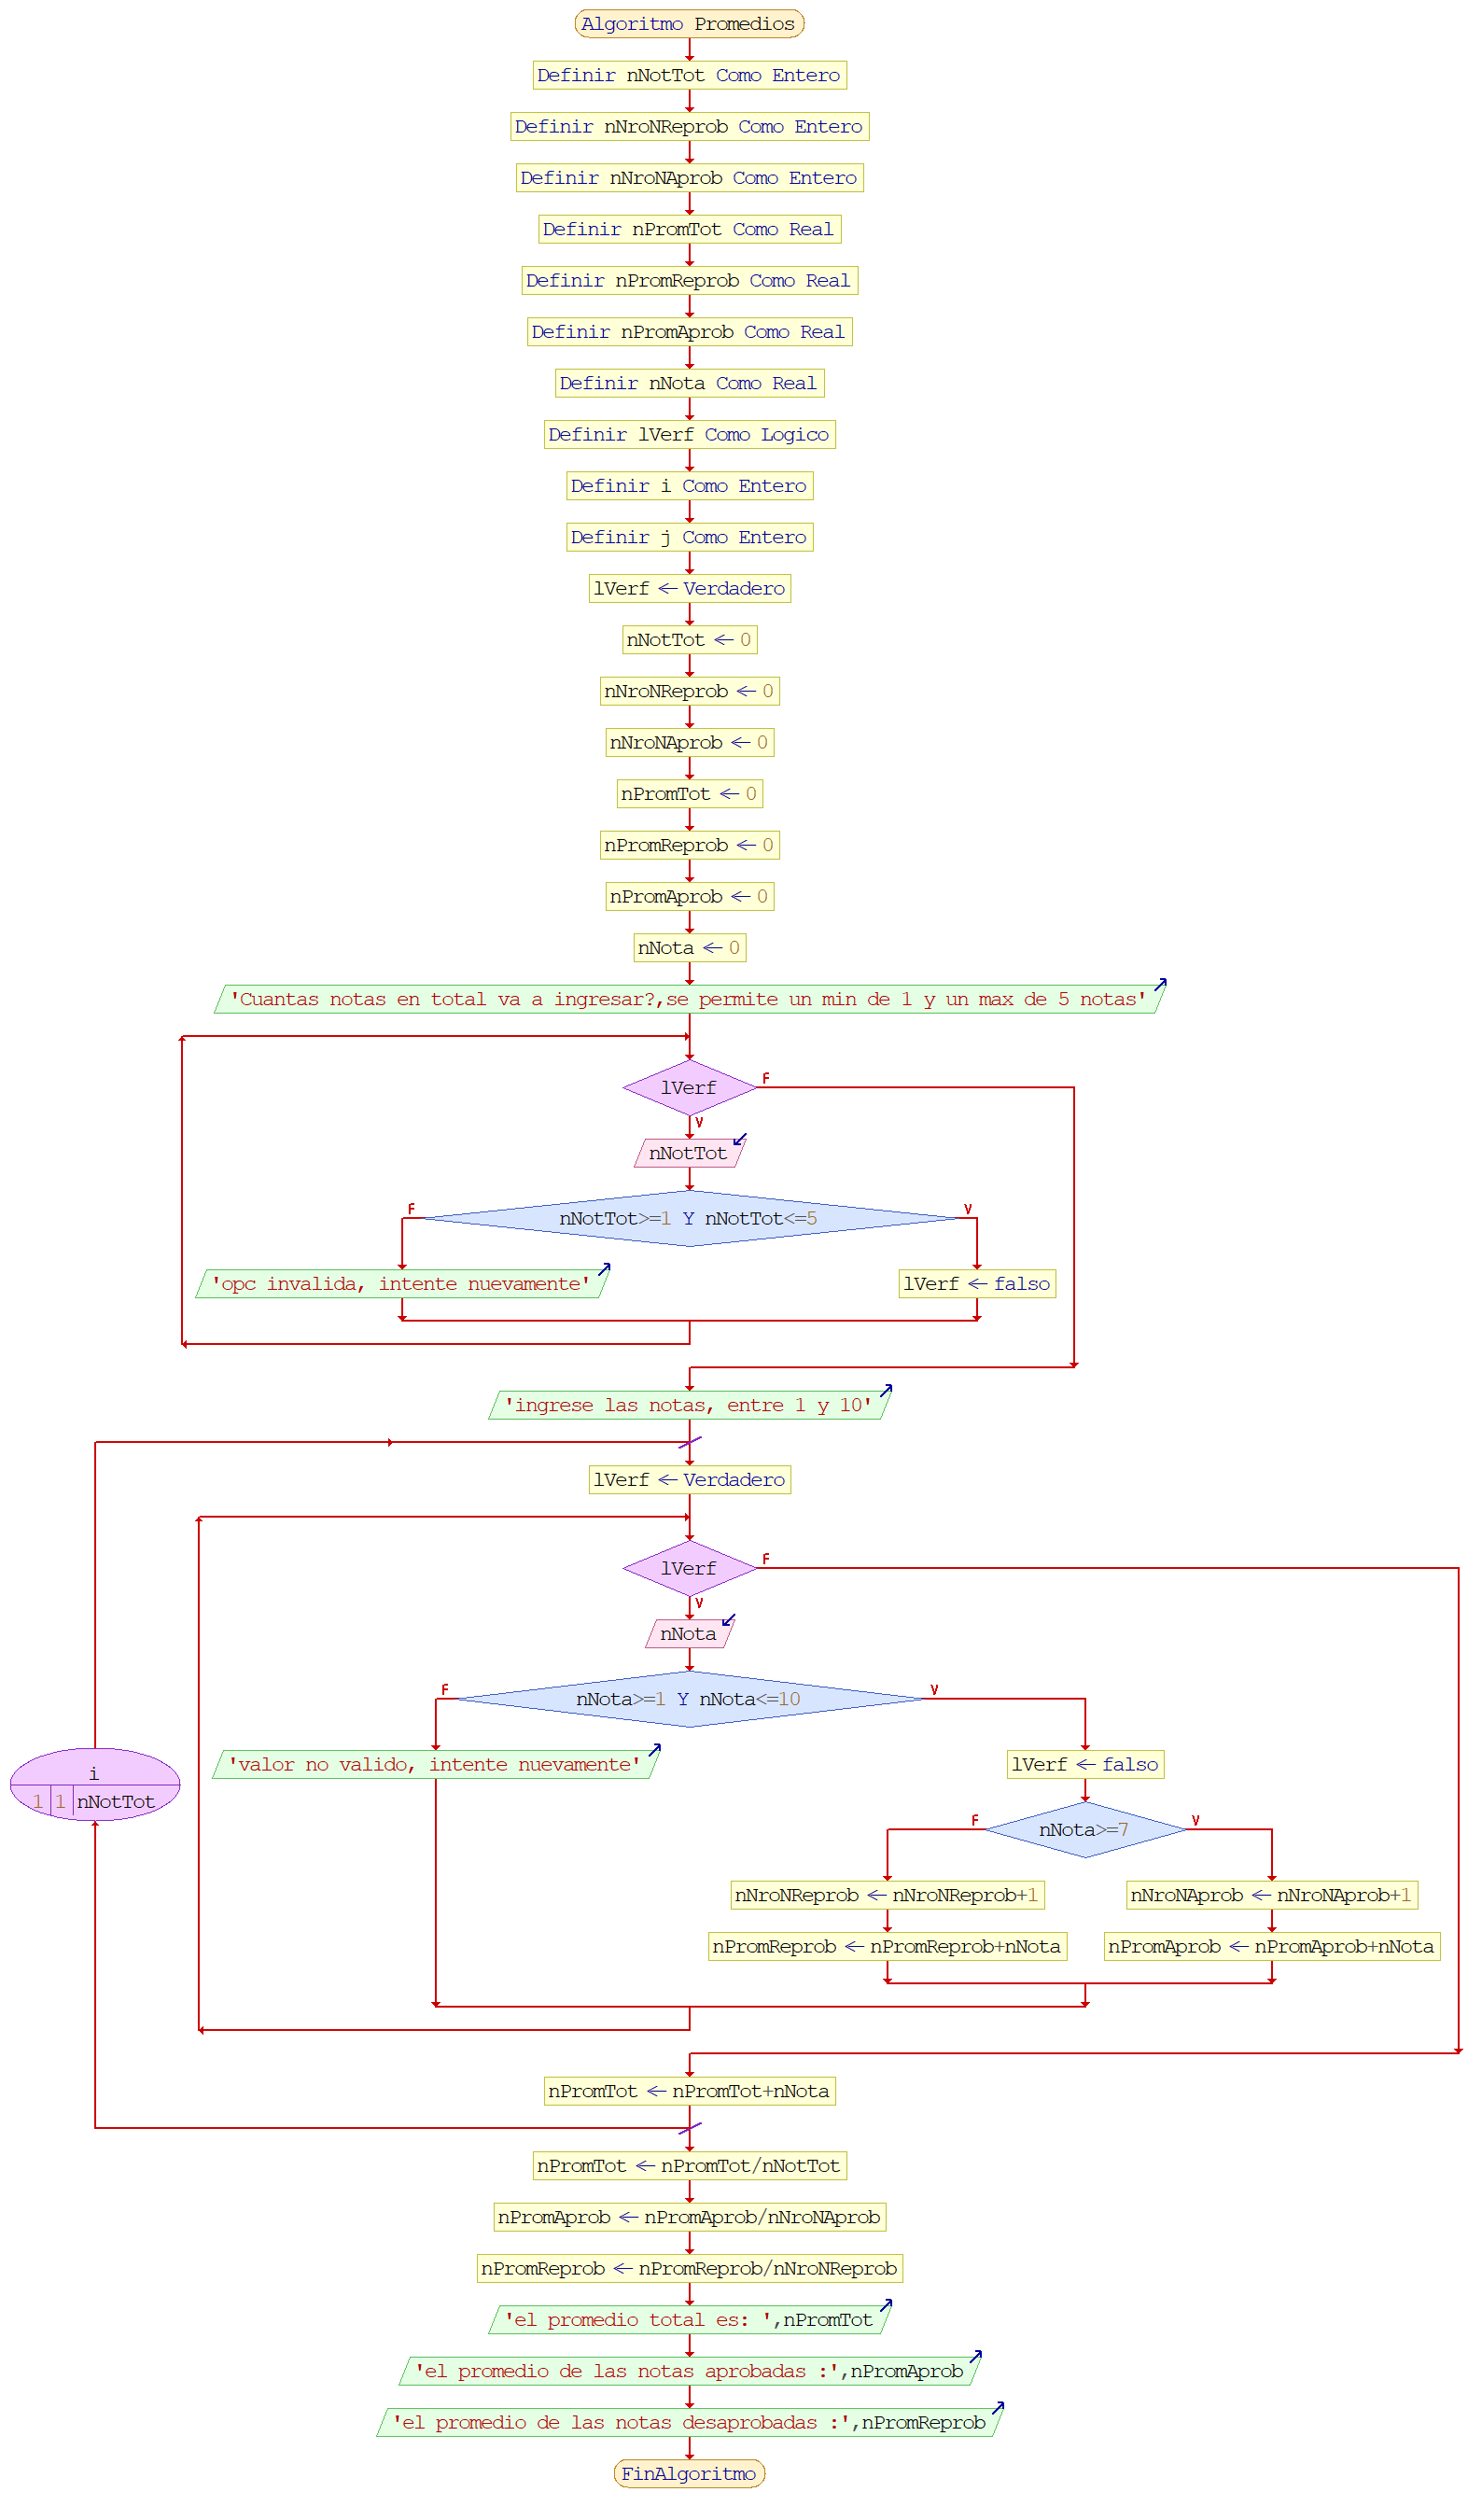 Algoritmo Promedios
Definir nNotTot Como Entero
Definir nNroNReprob Como Entero
Definir nNroNAprob Como Entero
Definir nPromTot Como Real
Definir nPromReprob Como Real
Definir nPromAprob Como Real
Definir nNota Como Real
Definir lVerf Como Logico
Definir i Como Entero
Definir j Como Entero
lVerf ← Verdadero
nNotTot ← 0
nNroNReprob ← 0
nNroNAprob ← 0
nPromTot ← 0
nPromReprob ← 0
nPromAprob ← 0
nNota ← 0
'Cuantas notas en total va a ingresar?,se permite un min de 1 y un max de 5 notas'
lVerf
F
V
nNotTot
F
nNotTot>=1 Y nNotTot<=5
V
'opc invalida, intente nuevamente'
lVerf ← falso
'ingrese las notas, entre 1 y 10'
lVerf ← Verdadero
lVerf
F
V
nNota
F
nNota>=1 Y nNota<=10
V
'valor no valido, intente nuevamente'
lVerf ← falso
i
1 1 nNotTot
F
nNota>=7
V
nNroNReprob ← nNroNReprob+1
nNroNAprob ← nNroNAprob+1
nPromReprob ← nPromReprob+nNota
nPromAprob ← nPromAprob+nNota
nPromTot ← nPromTot+nNota
nPromTot ← nPromTot/nNotTot
nPromAprob ← nPromAprob/nNroNAprob
nPromReprob ← nPromReprob/nNroNReprob
'el promedio total es: ',nPromTot
'el promedio de las notas aprobadas :',nPromAprob
'el promedio de las notas desaprobadas :',nPromReprob
FinAlgoritmo